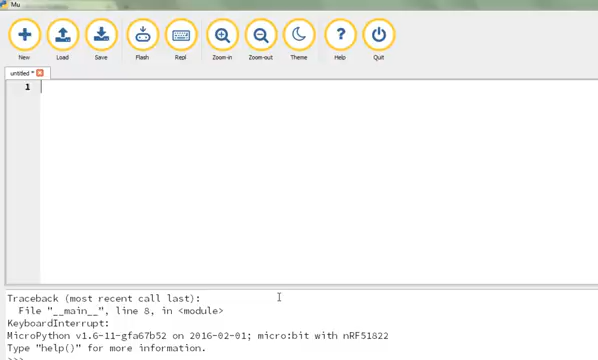 Mu
New Load Save Flash Repl Zoom-in Zoom-out Theme Help Quit
untitled *
1
Traceback (most recent call last):
  File "__main__", line 8, in <module>
KeyboardInterrupt:
MicroPython v1.6-11-gfa67b52 on 2016-02-01; micro:bit with nRF51822
Type "help()" for more information.
>>>